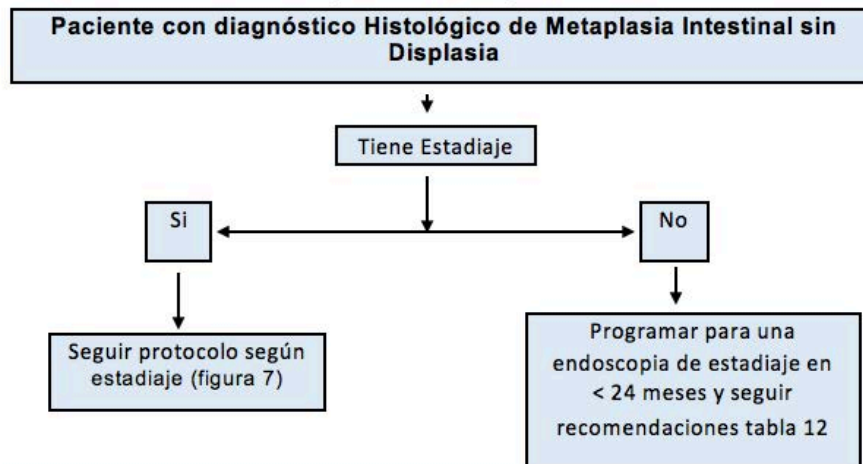 Paciente con diagnóstico Histológico de Metaplasia Intestinal sin
Displasia
Tiene Estadiaje
Si
No
Seguir protocolo según
estadiaje (figura 7)
Programar para una
endoscopia de estadiaje en
< 24 meses y seguir
recomendaciones tabla 12